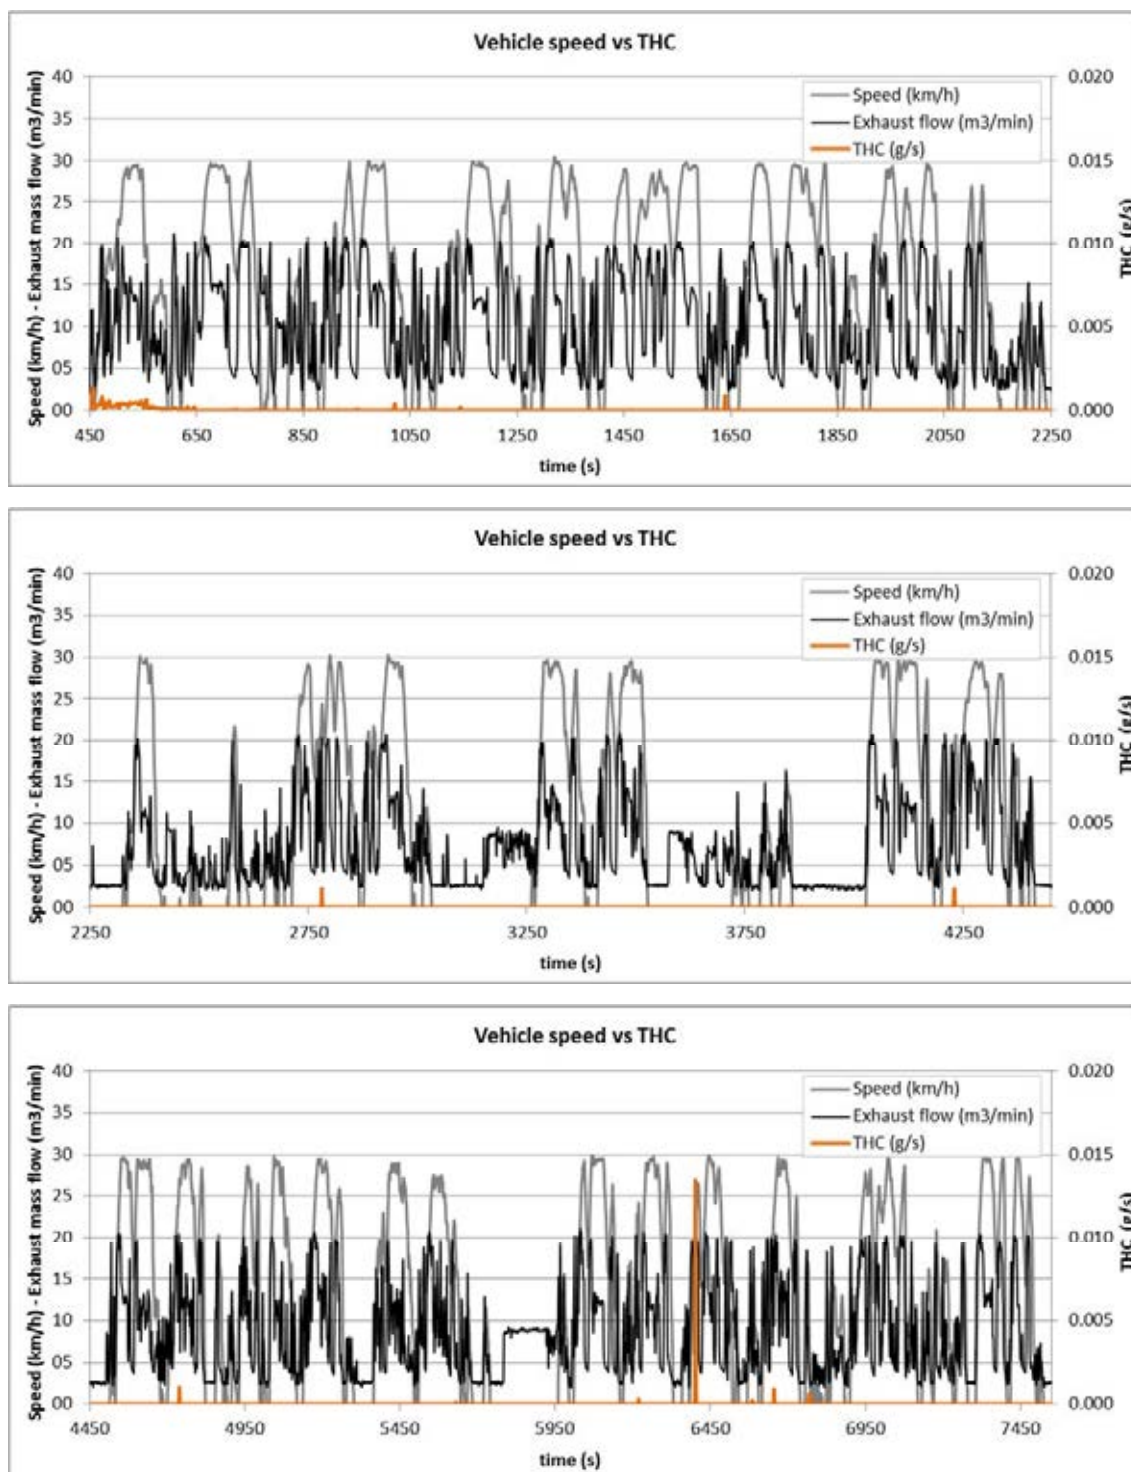 Vehicle speed vs THC
Speed (km/h) - Exhaust mass flow (m3/min)
40
35
30
25
20
15
10
05
00
Speed (km/h)
Exhaust flow (m3/min)
THC (g/s)
0.020
0.015
0.010
0.005
0.000
THC (g/s)
450 650 850 1050 1250 1450 1650 1850 2050 2250
time (s)
Vehicle speed vs THC
Speed (km/h) - Exhaust mass flow (m3/min)
40
35
30
25
20
15
10
05
00
Speed (km/h)
Exhaust flow (m3/min)
THC (g/s)
0.020
0.015
0.010
0.005
0.000
THC (g/s)
2250 2750 3250 3750 4250
time (s)
Vehicle speed vs THC
Speed (km/h) - Exhaust mass flow (m3/min)
40
35
30
25
20
15
10
05
00
Speed (km/h)
Exhaust flow (m3/min)
THC (g/s)
0.020
0.015
0.010
0.005
0.000
THC (g/s)
4450 4950 5450 5950 6450 6950 7450
time (s)